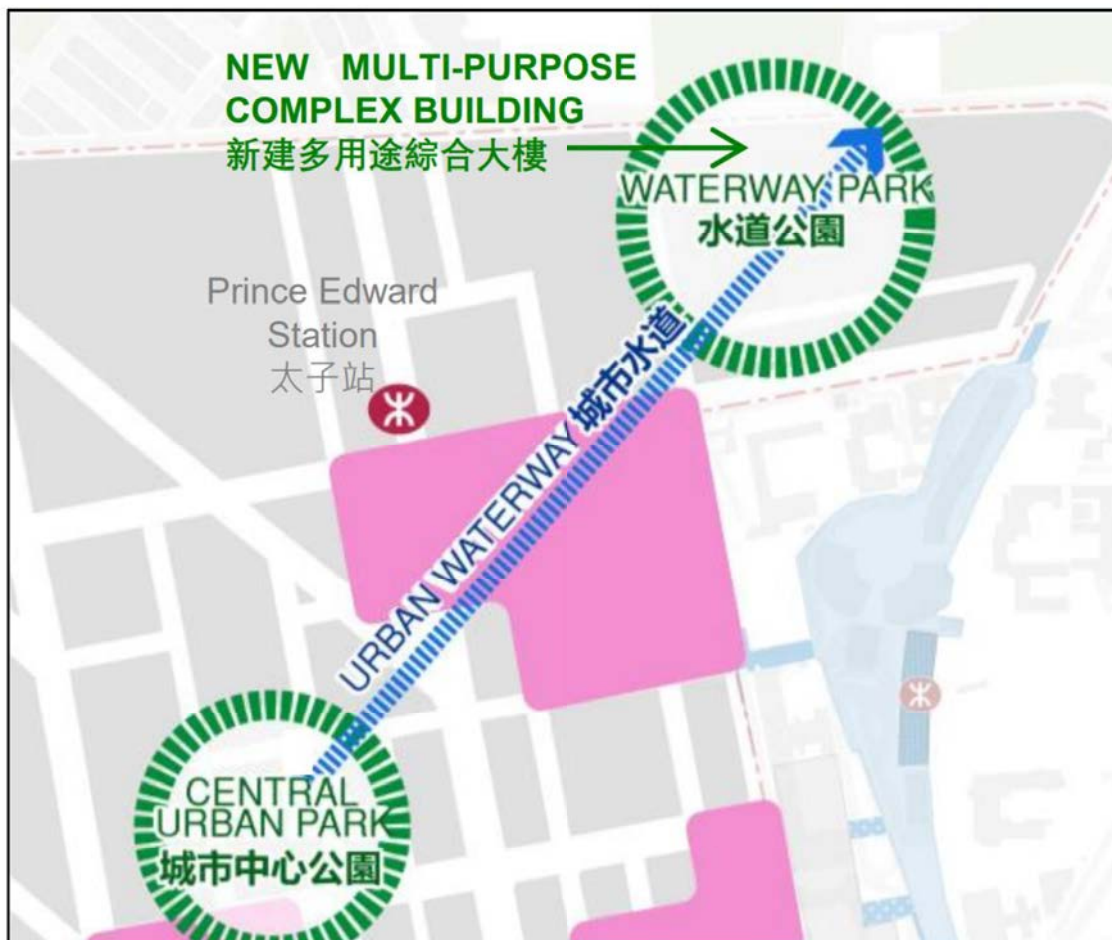 NEW MULTI-PURPOSE
COMPLEX BUILDING
新建多用途綜合大樓
WATERWAY PARK
水道公園
Prince Edward
Station
太子站
URBAN WATERWAY 城市水道
CENTRAL
URBAN PARK
城市中心公園